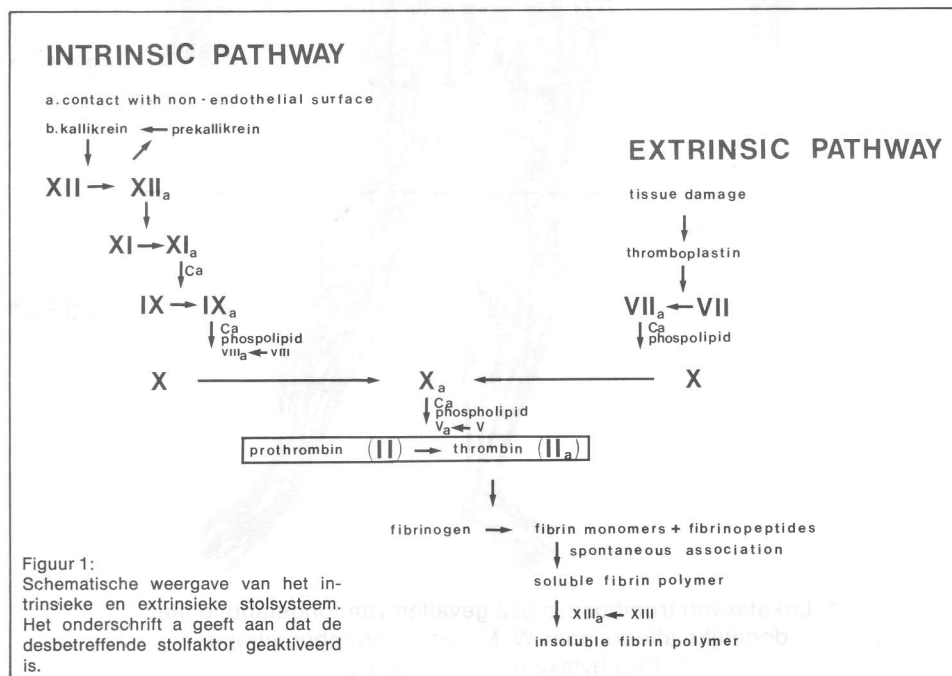 INTRINSIC PATHWAY
a. contact with non-endothelial surface
b. kallikrein ← prekallikrein
XII → XIIa
XI → XIa
Ca
IX → IXa
Ca
phospolipid
VIIIa ← VIII
X
EXTRINSIC PATHWAY
tissue damage
thromboplastin
VIIa ← VII
Ca
phospolipid
Xa
X
Ca
phospholipid
Va ← V
prothrombin (II) → thrombin (IIa)
fibrinogen → fibrin monomers + fibrinopeptides
spontaneous association
soluble fibrin polymer
XIIIa ← XIII
insoluble fibrin polymer
Figuur 1:
Schematische weergave van het in-
trinsieke en extrinsieke stolsysteem.
Het onderschrift a geeft aan dat de
desbetreffende stolfaktor geaktiveerd
is.